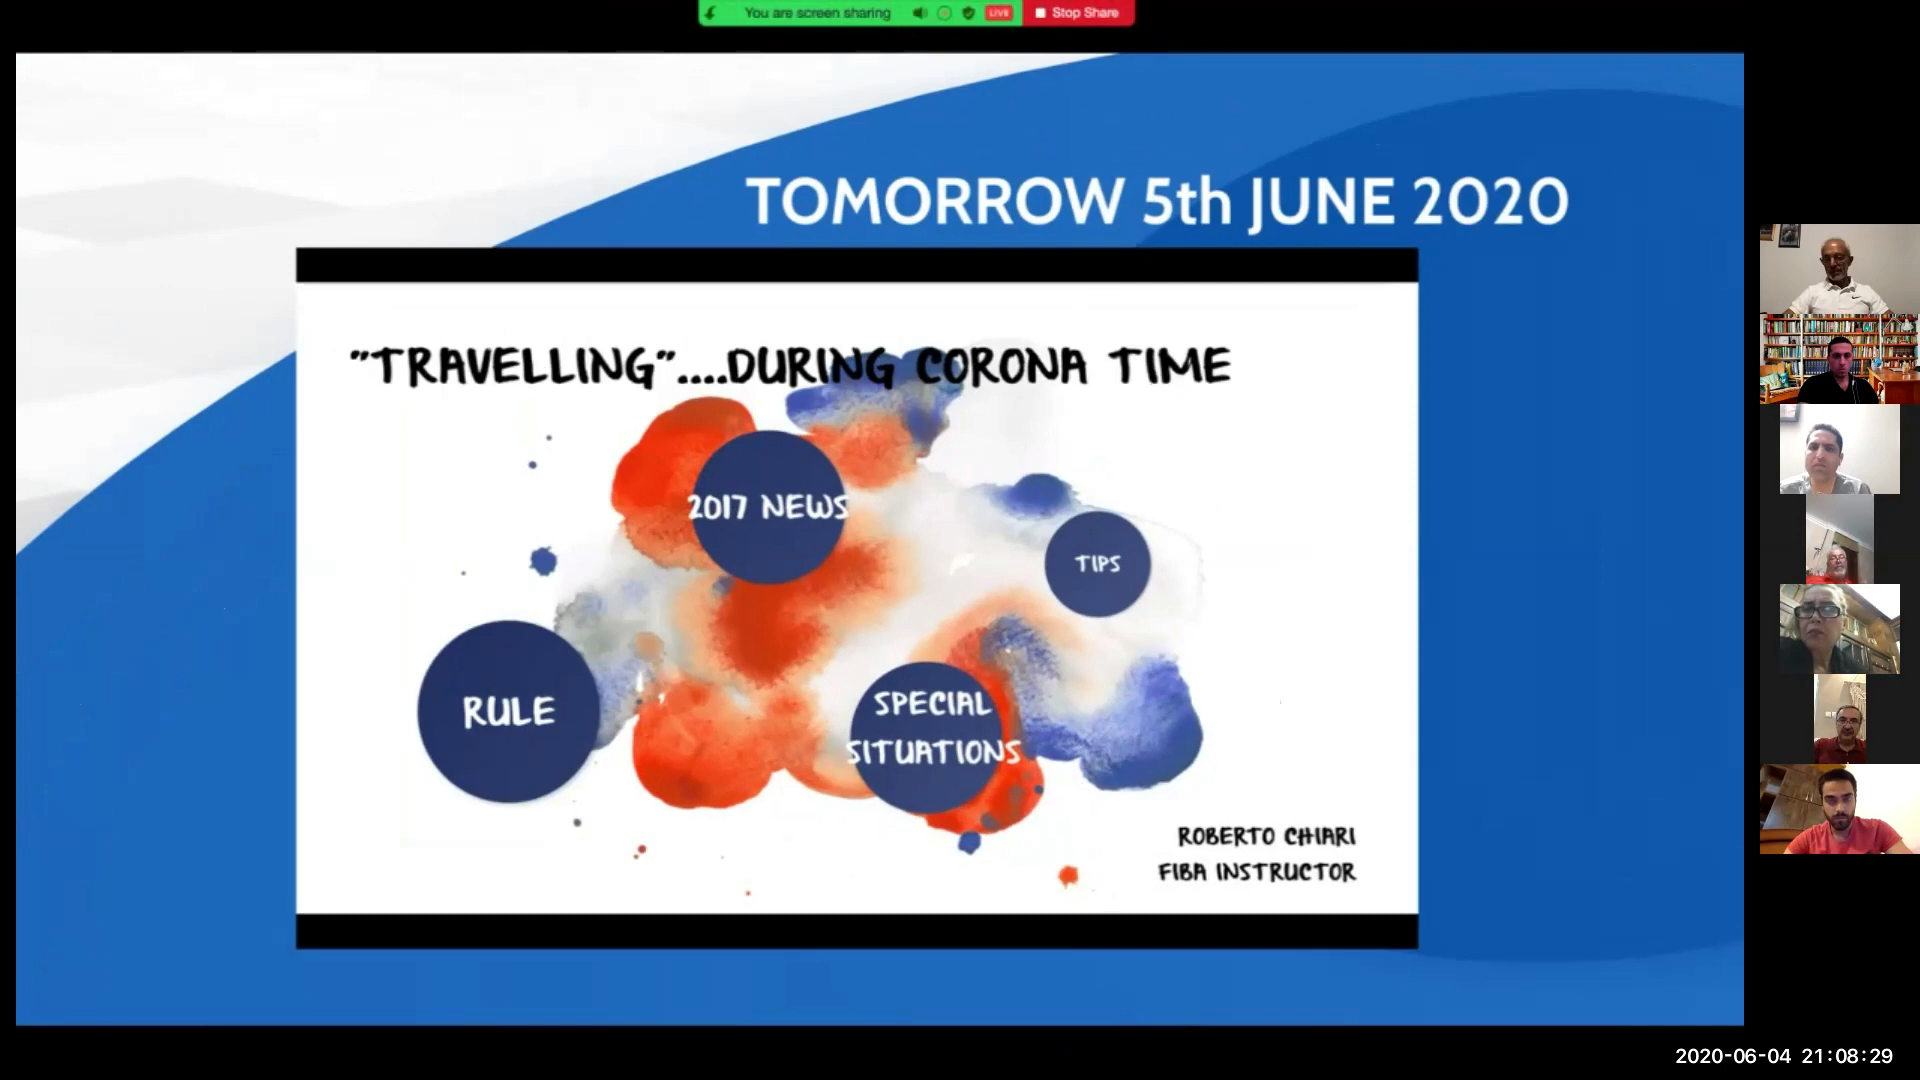 You are screen sharing LIVE Stop Share
TOMORROW 5th JUNE 2020
"TRAVELLING"....DURING CORONA TIME
2017 NEWS
TIPS
RULE
SPECIAL
SITUATIONS
ROBERTO CHIARI
FIBA INSTRUCTOR
2020-06-04 21:08:29